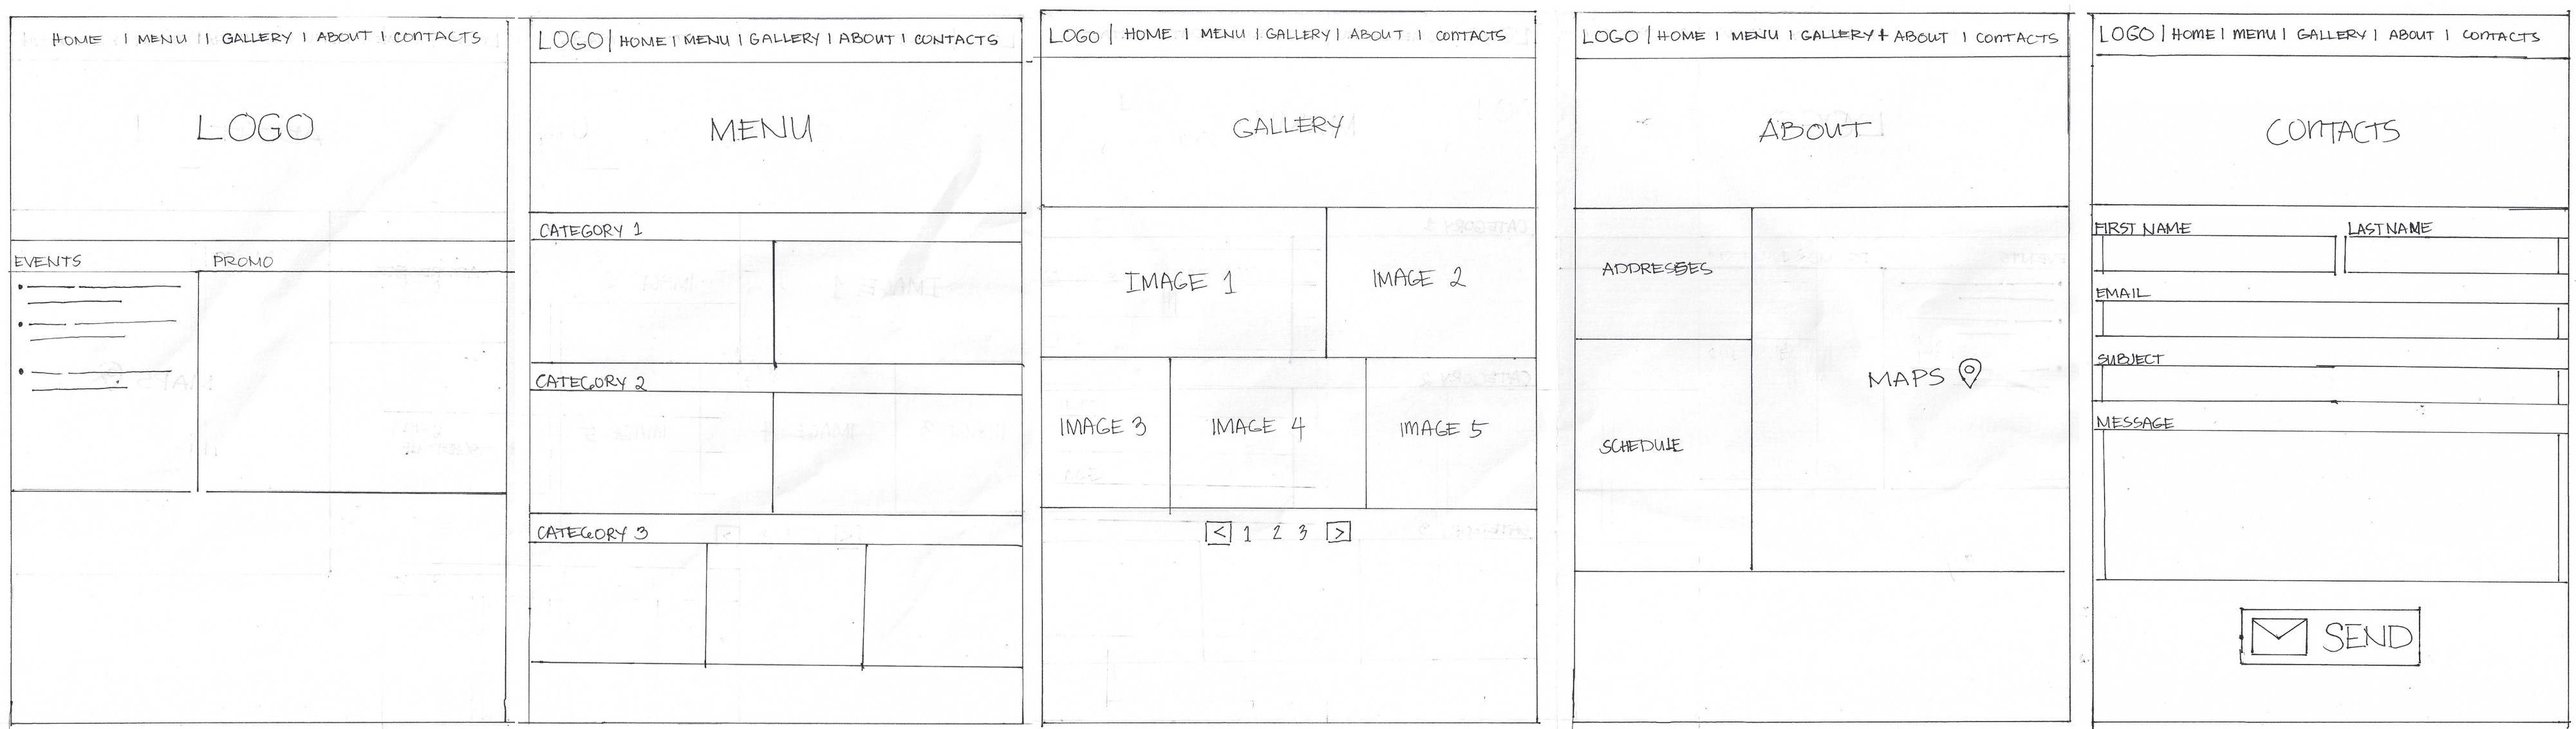 HOME | MENU | | GALLERY | ABOUT | CONTACTS
LOGO
EVENTS
PROMO
LOGO | HOME | MENU | GALLERY | ABOUT | CONTACTS
MENU
CATEGORY 1
CATEGORY 2
CATEGORY 3
LOGO | HOME | MENU | GALLERY | ABOUT | CONTACTS
GALLERY
IMAGE 1
IMAGE 2
IMAGE 3
IMAGE 4
IMAGE 5
< 1 2 3 >
LOGO | HOME | MENU | GALLERY + ABOUT | CONTACTS
ABOUT
ADDRESSES
MAPS
SCHEDULE
LOGO | HOME | MENU | GALLERY | ABOUT | CONTACTS
CONTACTS
FIRST NAME
LAST NAME
EMAIL
SUBJECT
MESSAGE
SEND